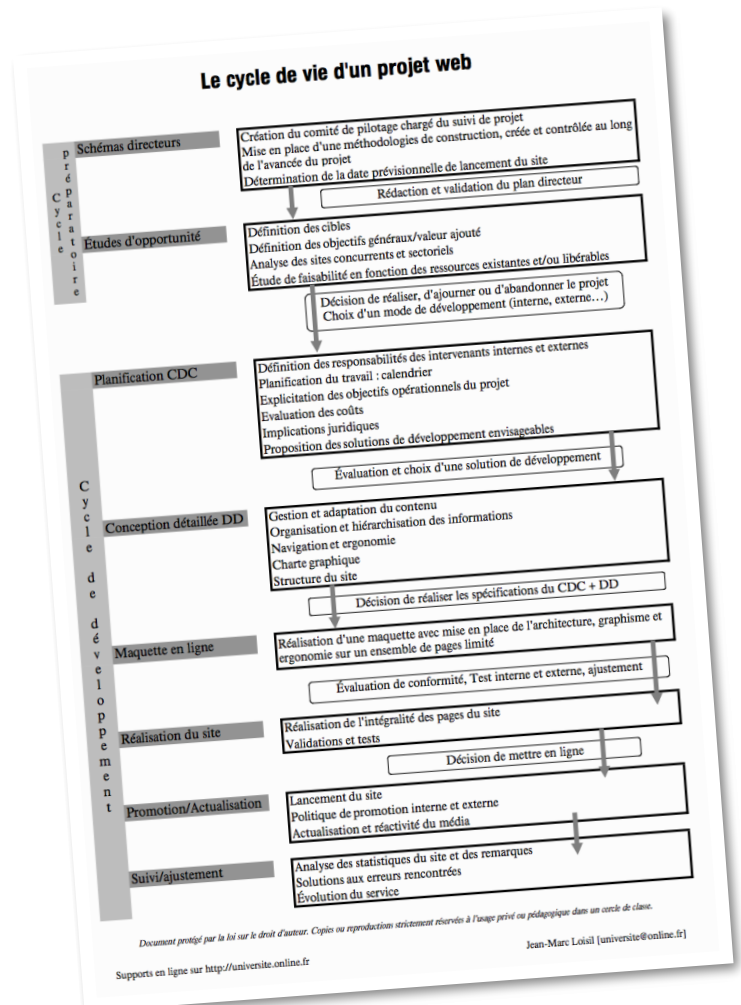 Le cycle de vie d'un projet web
Cycle
préparatoire
Schémas directeurs
Création du comité de pilotage chargé du suivi de projet
Mise en place d'une méthodologies de construction, créée et contrôlée au long
de l'avancée du projet
Détermination de la date prévisionnelle de lancement du site
Rédaction et validation du plan directeur
Études d'opportunité
Définition des cibles
Définition des objectifs généraux/valeur ajouté
Analyse des sites concurrents et sectoriels
Étude de faisabilité en fonction des ressources existantes et/ou libérables
Décision de réaliser, d'ajourner ou d'abandonner le projet
Choix d'un mode de développement (interne, externe…)
Cycle de développement
Planification CDC
Définition des responsabilités des intervenants internes et externes
Planification du travail : calendrier
Explicitation des objectifs opérationnels du projet
Evaluation des coûts
Implications juridiques
Proposition des solutions de développement envisageables
Évaluation et choix d'une solution de développement
Conception détaillée DD
Gestion et adaptation du contenu
Organisation et hiérarchisation des informations
Navigation et ergonomie
Charte graphique
Structure du site
Décision de réaliser les spécifications du CDC + DD
Maquette en ligne
Réalisation d'une maquette avec mise en place de l'architecture, graphisme et
ergonomie sur un ensemble de pages limité
Évaluation de conformité, Test interne et externe, ajustement
Réalisation du site
Réalisation de l'intégralité des pages du site
Validations et tests
Décision de mettre en ligne
Promotion/Actualisation
Lancement du site
Politique de promotion interne et externe
Actualisation et réactivité du média
Suivi/ajustement
Analyse des statistiques du site et des remarques
Solutions aux erreurs rencontrées
Évolution du service
Document protégé par la loi sur le droit d'auteur. Copies ou reproductions strictement réservées à l'usage privé ou pédagogique dans un cercle de classe.
Supports en ligne sur http://universite.online.fr
Jean-Marc Loisil [universite@online.fr]